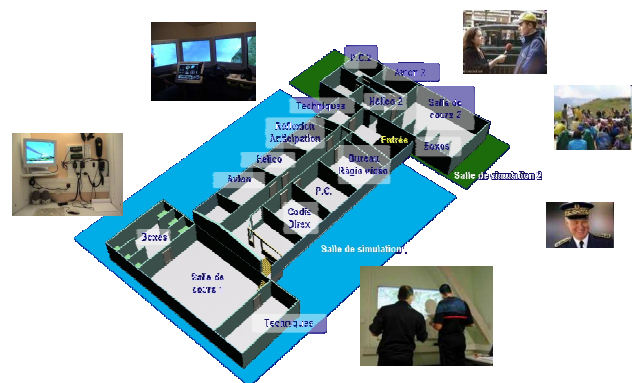 P.C.2
Avion 2
Techniques
Hélico 2
Salle de
cours 2
Réflexion
Anticipation
Entrée
Boxes
Hélico
Bureau
Régie vidéo
Salle de simulation 2
Avion
P.C.
Codis
Direx
Boxes
Salle de simulation 1
Salle de
cours 1
Techniques